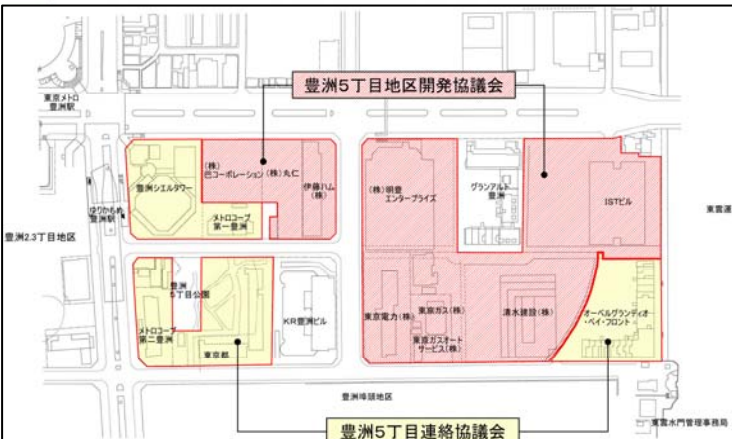 豊洲5丁目地区開発協議会
東京メトロ
豊洲駅
(株)
巴コーポレーション
(株)丸仁
伊藤ハム
(株)
豊洲シエルタワー
メトロコープ
第一豊洲
ゆりかもめ
豊洲駅
(株)明豊
エンタープライズ
グランアルト
豊洲
ISTビル
東雲運
豊洲2.3丁目地区
豊洲
5丁目公園
KR豊洲ビル
メトロコープ
第二豊洲
東京都
東京電力(株)
東京ガス(株)
東京ガスオート
サービス(株)
清水建設(株)
オーベルグランディオ
・ベイ・フロント
豊洲埠頭地区
東雲水門管理事務局
豊洲5丁目連絡協議会